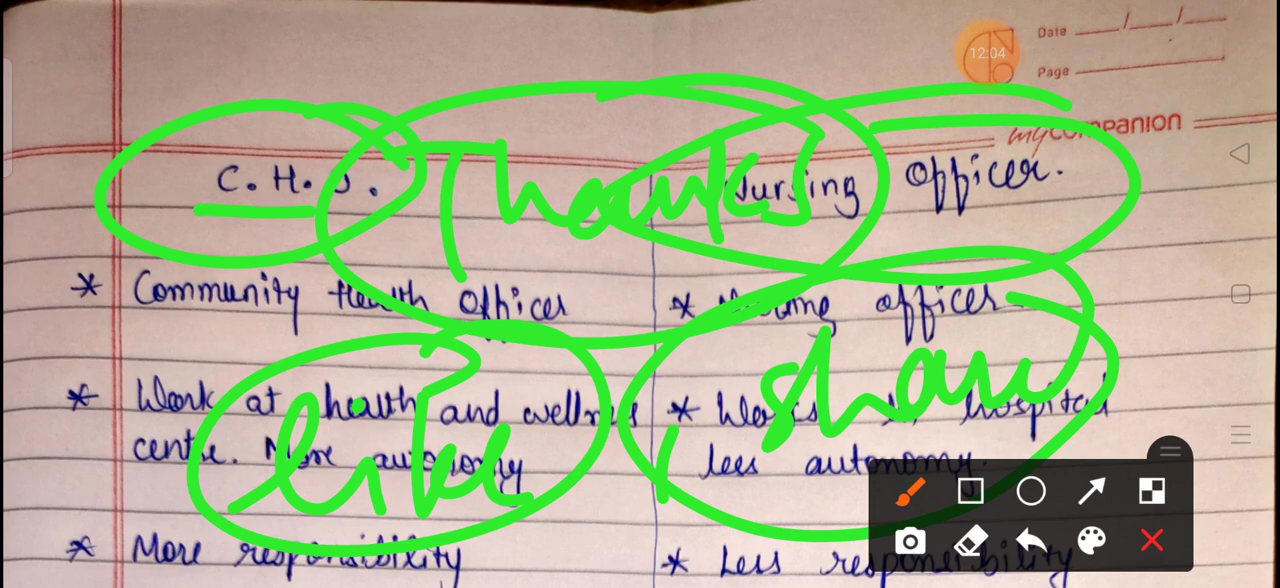 12:04
Date
Page
myCOMPANION
C. H. O.
Nursing Officer.
Thanks
* Community Health Officer
* Nursing officer
like
share
* Work at health and wellness
centre. More autonomy
* Works in hospital
less autonomy.
* More responsibility
* Less responsibility